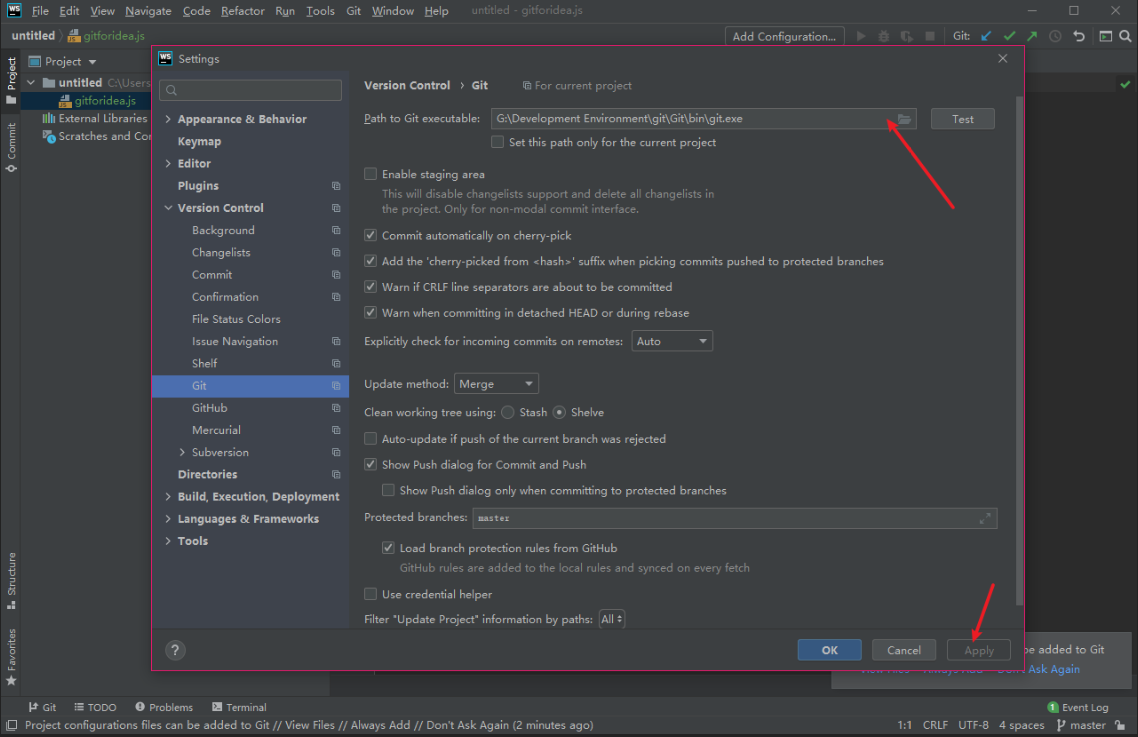 WS File Edit View Navigate Code Refactor Run Tools Git Window Help untitled - gitforidea.js
untitled gitforidea.js Add Configuration... Git:
Project
Project
untitled C:\Users
gitforidea.js
External Libraries
Scratches and Co
Commit
Structure
Favorites
WS Settings
Appearance & Behavior
Keymap
Editor
Plugins
Version Control
Background
Changelists
Commit
Confirmation
File Status Colors
Issue Navigation
Shelf
Git
GitHub
Mercurial
Subversion
Directories
Build, Execution, Deployment
Languages & Frameworks
Tools
Version Control › Git For current project
Path to Git executable: G:\Development Environment\git\Git\bin\git.exe Test
Set this path only for the current project
Enable staging area
This will disable changelists support and delete all changelists in
the project. Only for non-modal commit interface.
Commit automatically on cherry-pick
Add the 'cherry-picked from <hash>' suffix when picking commits pushed to protected branches
Warn if CRLF line separators are about to be committed
Warn when committing in detached HEAD or during rebase
Explicitly check for incoming commits on remotes: Auto
Update method: Merge
Clean working tree using: Stash Shelve
Auto-update if push of the current branch was rejected
Show Push dialog for Commit and Push
Show Push dialog only when committing to protected branches
Protected branches: master
Load branch protection rules from GitHub
GitHub rules are added to the local rules and synced on every fetch
Use credential helper
Filter "Update Project" information by paths: All
? OK Cancel Apply
be added to Git
View Files Always Add Don't Ask Again
Git TODO Problems Terminal 1 Event Log
Project configurations files can be added to Git // View Files // Always Add // Don't Ask Again (2 minutes ago) 1:1 CRLF UTF-8 4 spaces master